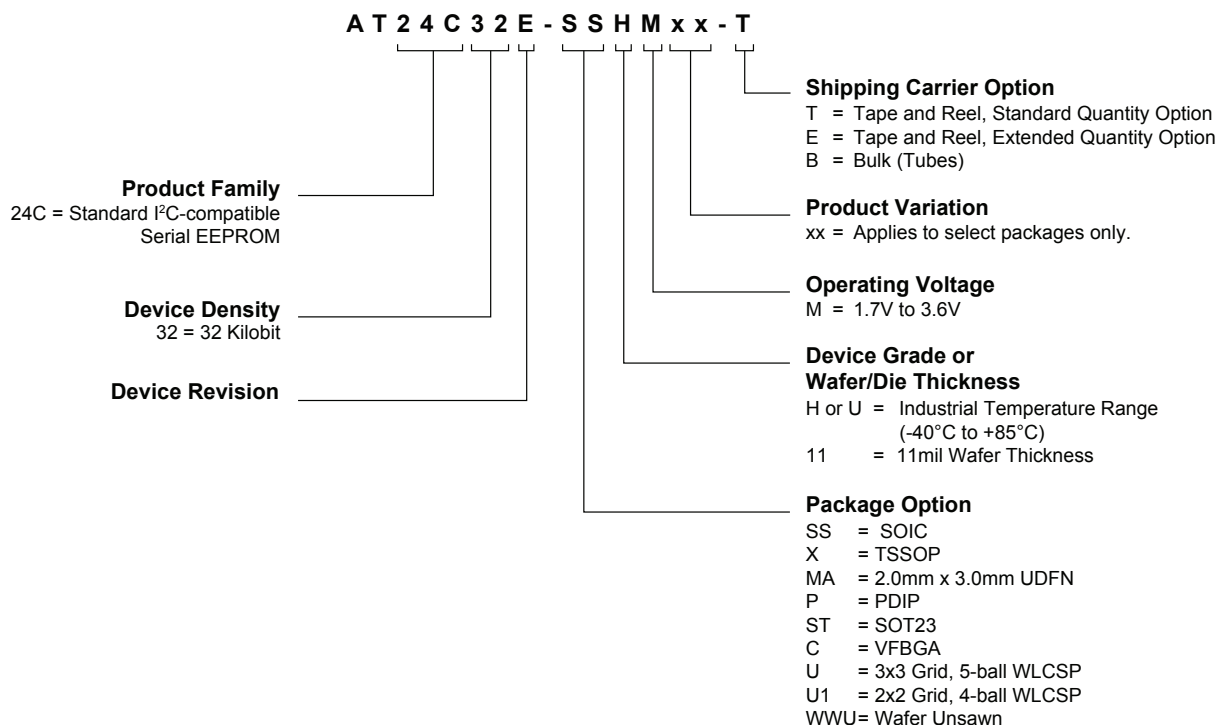 AT24C32E-SSHMxx-T
Shipping Carrier Option
T = Tape and Reel, Standard Quantity Option
E = Tape and Reel, Extended Quantity Option
B = Bulk (Tubes)
Product Family
24C = Standard I²C-compatible
Serial EEPROM
Product Variation
xx = Applies to select packages only.
Operating Voltage
M = 1.7V to 3.6V
Device Density
32 = 32 Kilobit
Device Grade or
Wafer/Die Thickness
H or U = Industrial Temperature Range
(-40°C to +85°C)
11 = 11mil Wafer Thickness
Device Revision
Package Option
SS = SOIC
X = TSSOP
MA = 2.0mm x 3.0mm UDFN
P = PDIP
ST = SOT23
C = VFBGA
U = 3x3 Grid, 5-ball WLCSP
U1 = 2x2 Grid, 4-ball WLCSP
WWU= Wafer Unsawn